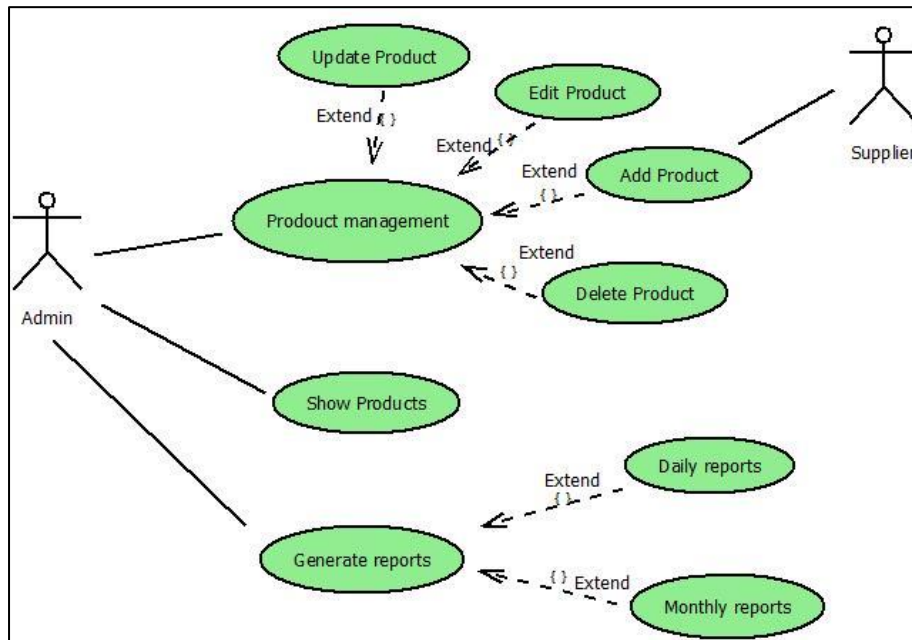 Update Product
Edit Product
Extend { }
Supplier
Extend { }
Extend
{ }
Add Product
Prodouct management
Extend
{ }
Delete Product
Admin
Show Products
Daily reports
Extend
{ }
Generate reports
{ } Extend
Monthly reports